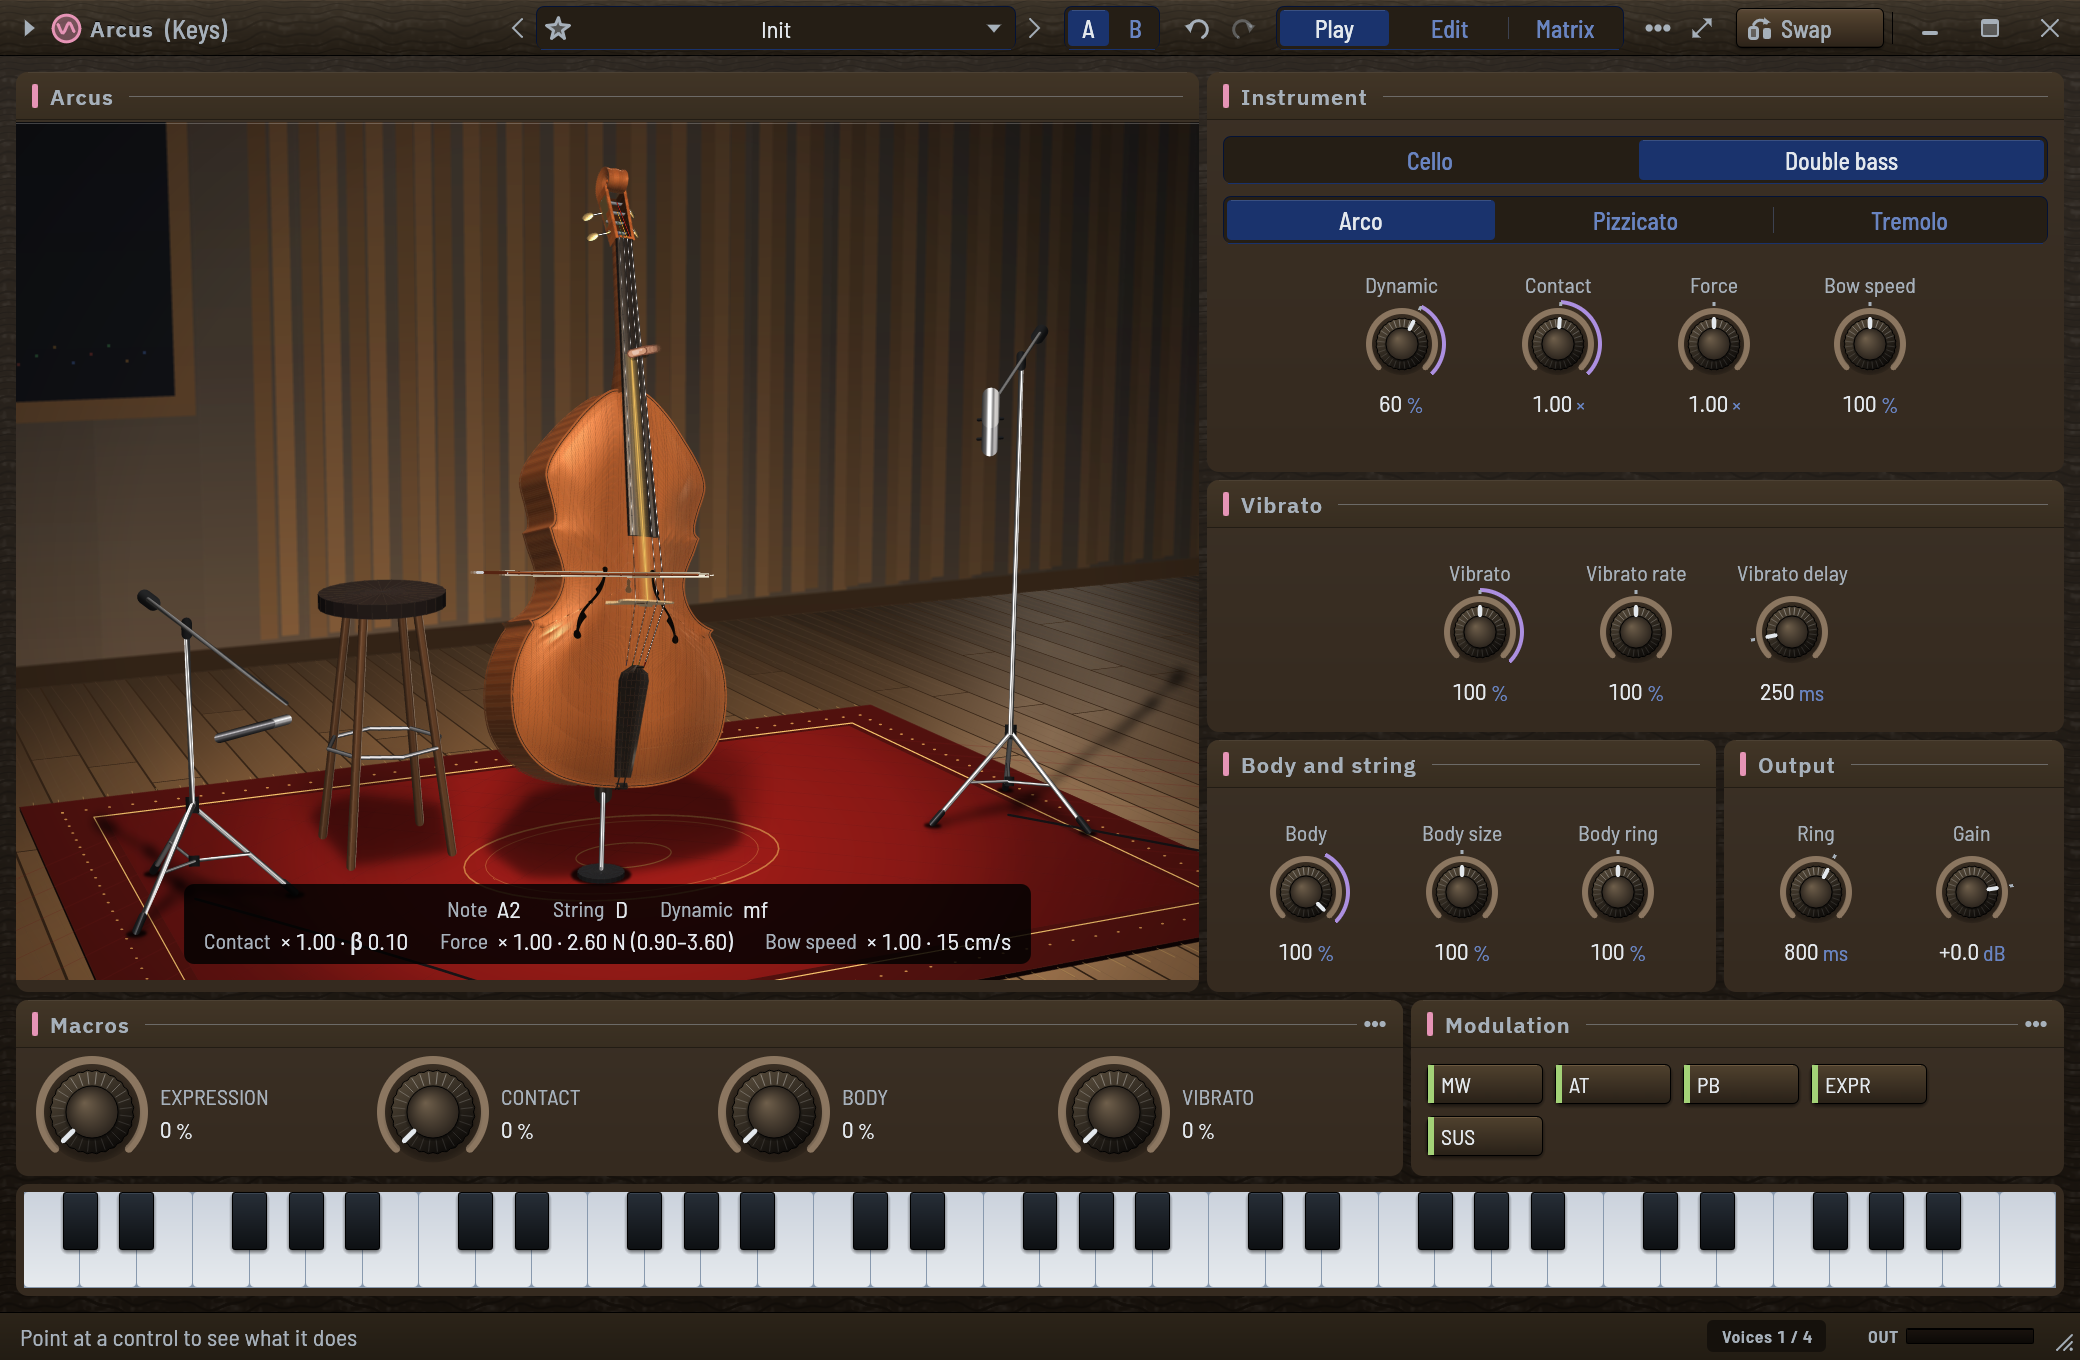 Arcus (Keys)
Init
A B
Play Edit Matrix
Swap
Arcus
Instrument
Cello Double bass
Arco Pizzicato Tremolo
Dynamic Contact Force Bow speed
60 % 1.00 × 1.00 × 100 %
Vibrato
Vibrato Vibrato rate Vibrato delay
100 % 100 % 250 ms
Body and string
Body Body size Body ring
100 % 100 % 100 %
Output
Ring Gain
800 ms +0.0 dB
Note A2 String D Dynamic mf
Contact × 1.00 · β 0.10 Force × 1.00 · 2.60 N (0.90–3.60) Bow speed × 1.00 · 15 cm/s
Macros
EXPRESSION
0 %
CONTACT
0 %
BODY
0 %
VIBRATO
0 %
Modulation
MW AT PB EXPR
SUS
Point at a control to see what it does
Voices 1 / 4
OUT